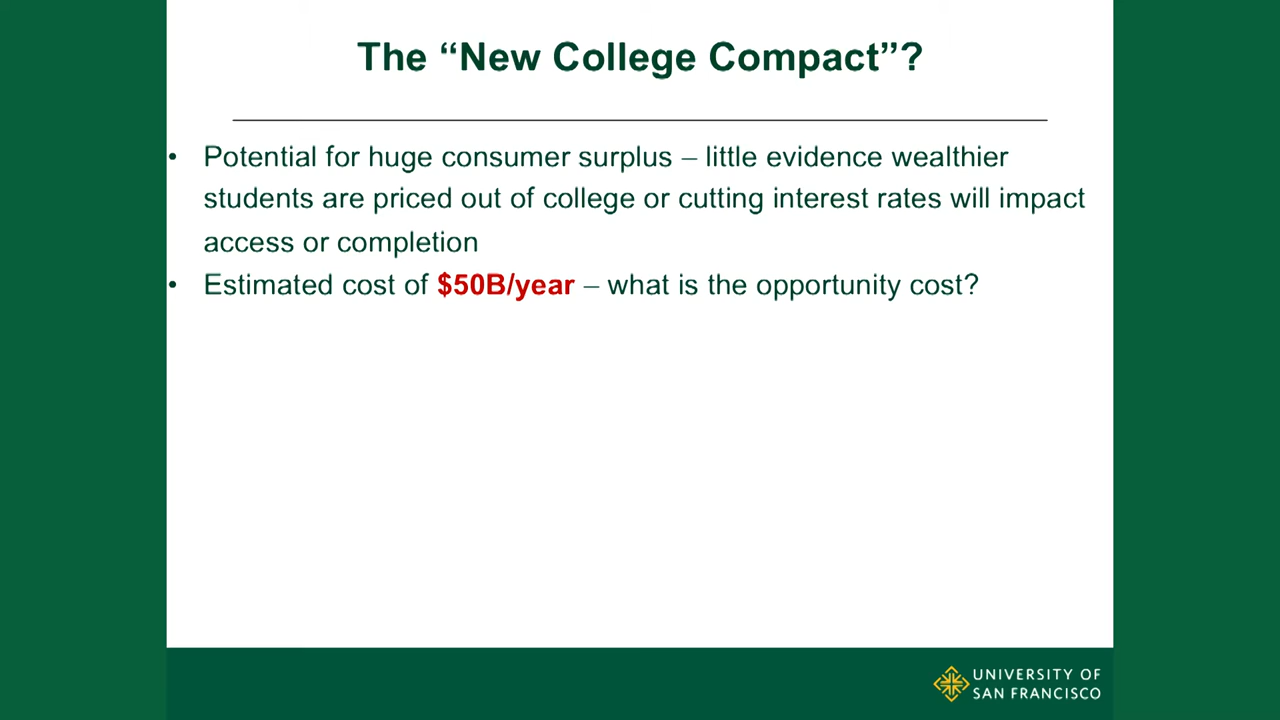 The “New College Compact”?
• Potential for huge consumer surplus – little evidence wealthier
students are priced out of college or cutting interest rates will impact
access or completion
• Estimated cost of $50B/year – what is the opportunity cost?
UNIVERSITY OF
SAN FRANCISCO